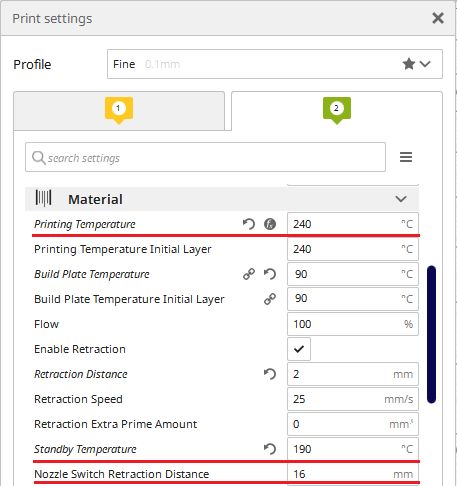 Print settings
Profile Fine 0.1mm
1 2
search settings
Material
Printing Temperature 240 °C
Printing Temperature Initial Layer 240 °C
Build Plate Temperature 90 °C
Build Plate Temperature Initial Layer 90 °C
Flow 100 %
Enable Retraction
Retraction Distance 2 mm
Retraction Speed 25 mm/s
Retraction Extra Prime Amount 0 mm³
Standby Temperature 190 °C
Nozzle Switch Retraction Distance 16 mm